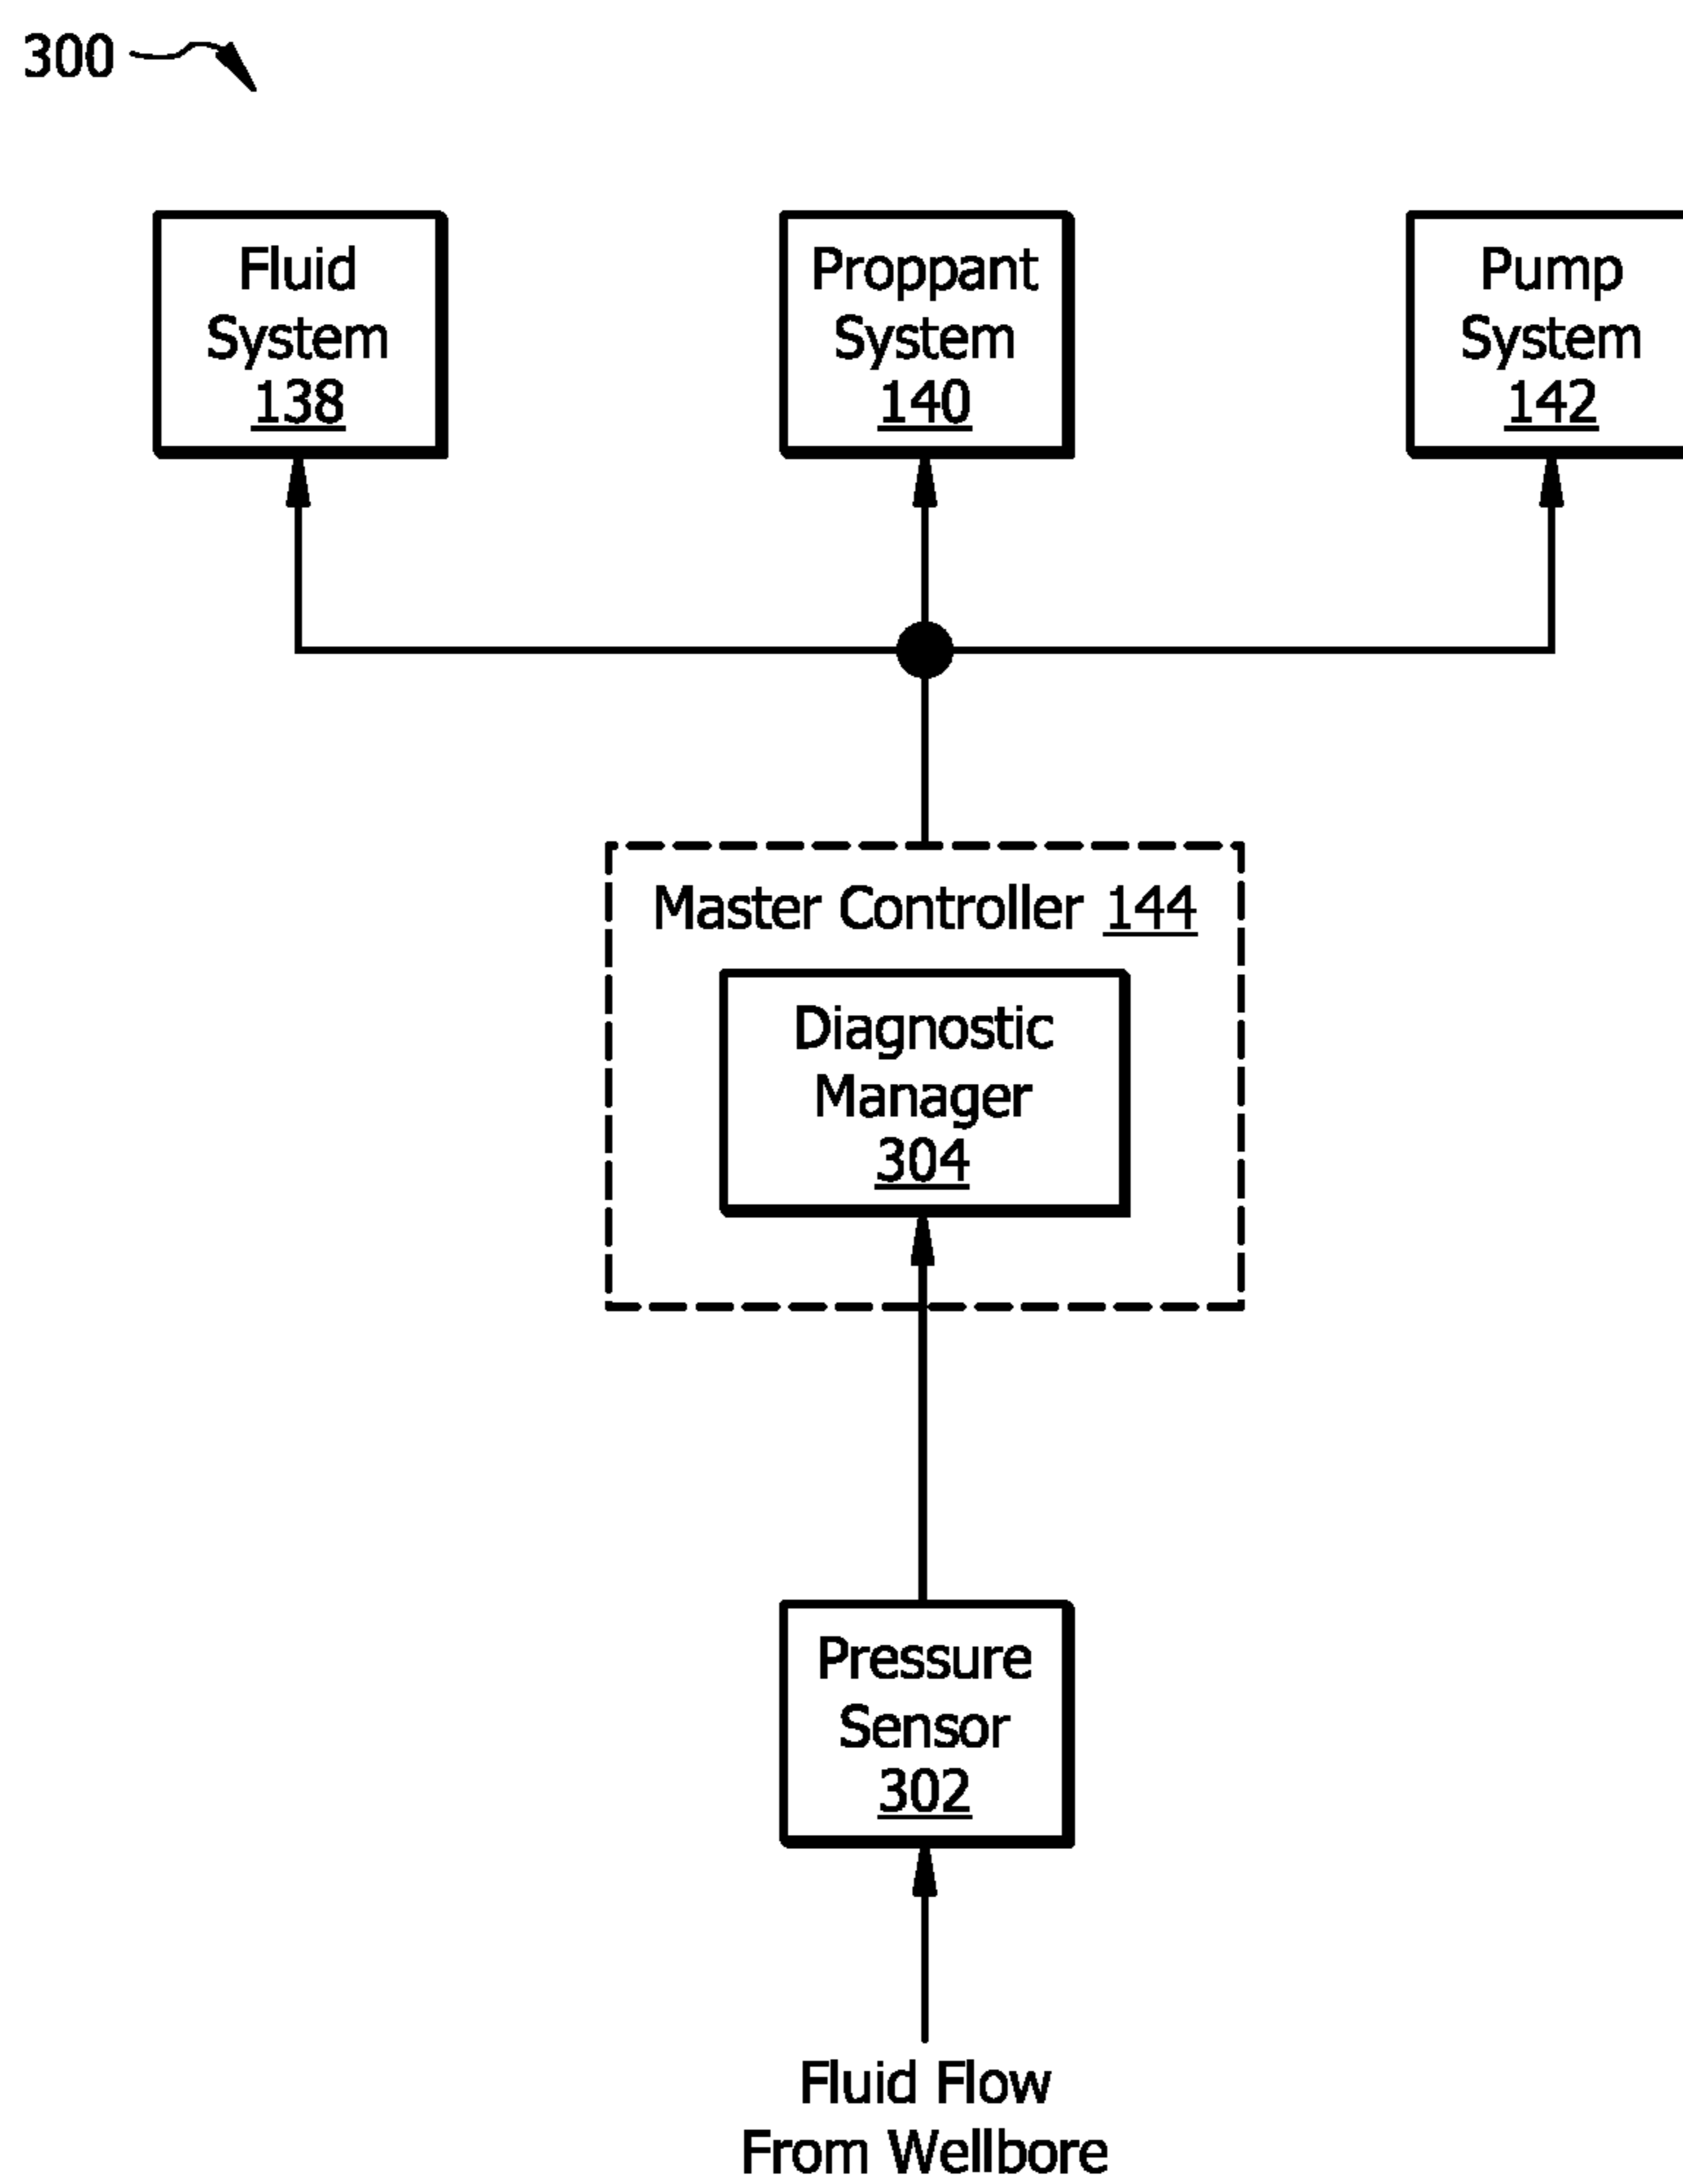 300
Fluid
System
138
Proppant
System
140
Pump
System
142
Master Controller 144
Diagnostic
Manager
304
Pressure
Sensor
302
Fluid Flow
From Wellbore